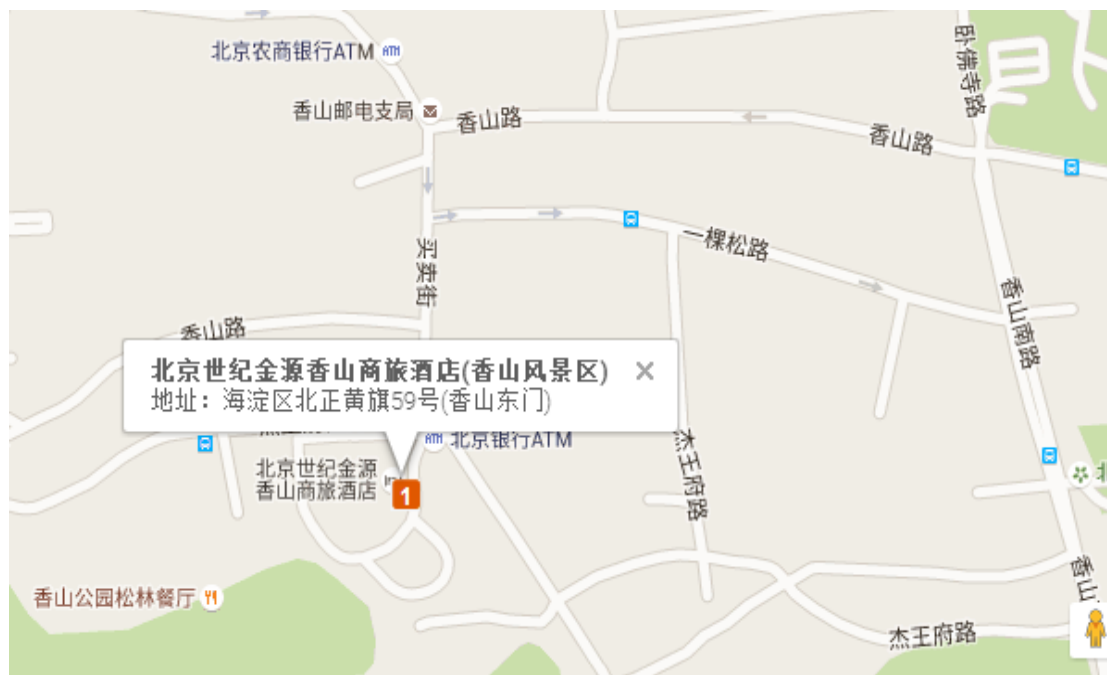 卧佛寺路
北京农商银行ATM
ATM
香山邮电支局
香山路
香山路
一棵松路
买卖街
香山南路
香山路
北京世纪金源香山商旅酒店(香山风景区)
地址：海淀区北正黄旗59号(香山东门)
ATM
北京银行ATM
杰王府路
北京世纪金源
香山商旅酒店
1
香山公园松林餐厅
香山
杰王府路